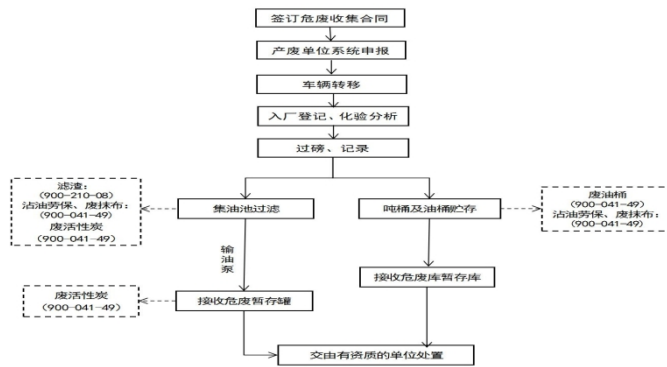 签订危废收集合同
产废单位系统申报
车辆转移
入厂登记、化验分析
过磅、记录
滤渣：
（900-210-08）
沾油劳保、废抹布：
（900-041-49）
废活性炭
（900-041-49）
集油池过滤
吨桶及油桶贮存
废油桶
（900-041-49）
沾油劳保、废抹布：
（900-041-49）
输油泵
接收危废库暂存库
废活性炭
（900-041-49）
接收危废暂存罐
交由有资质的单位处置